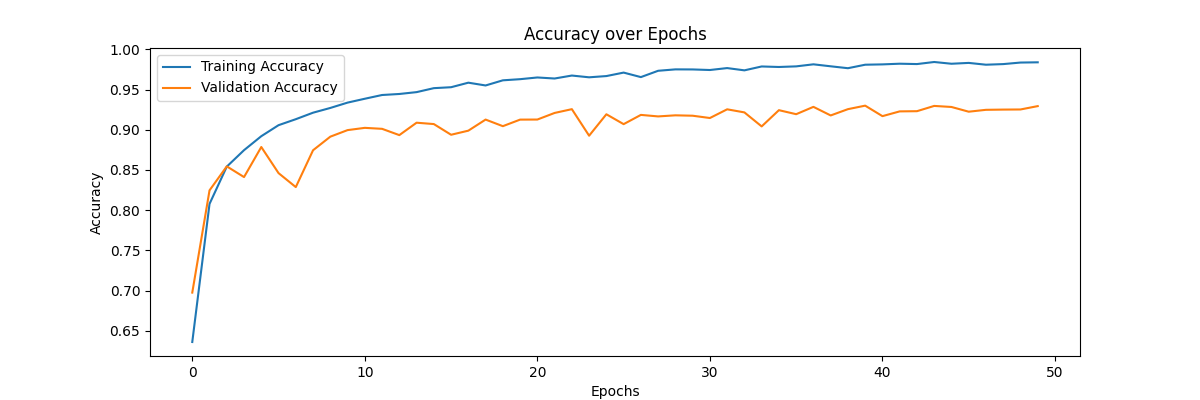 Accuracy over Epochs
Training Accuracy
Validation Accuracy
Accuracy
1.00
0.95
0.90
0.85
0.80
0.75
0.70
0.65
0 10 20 30 40 50
Epochs